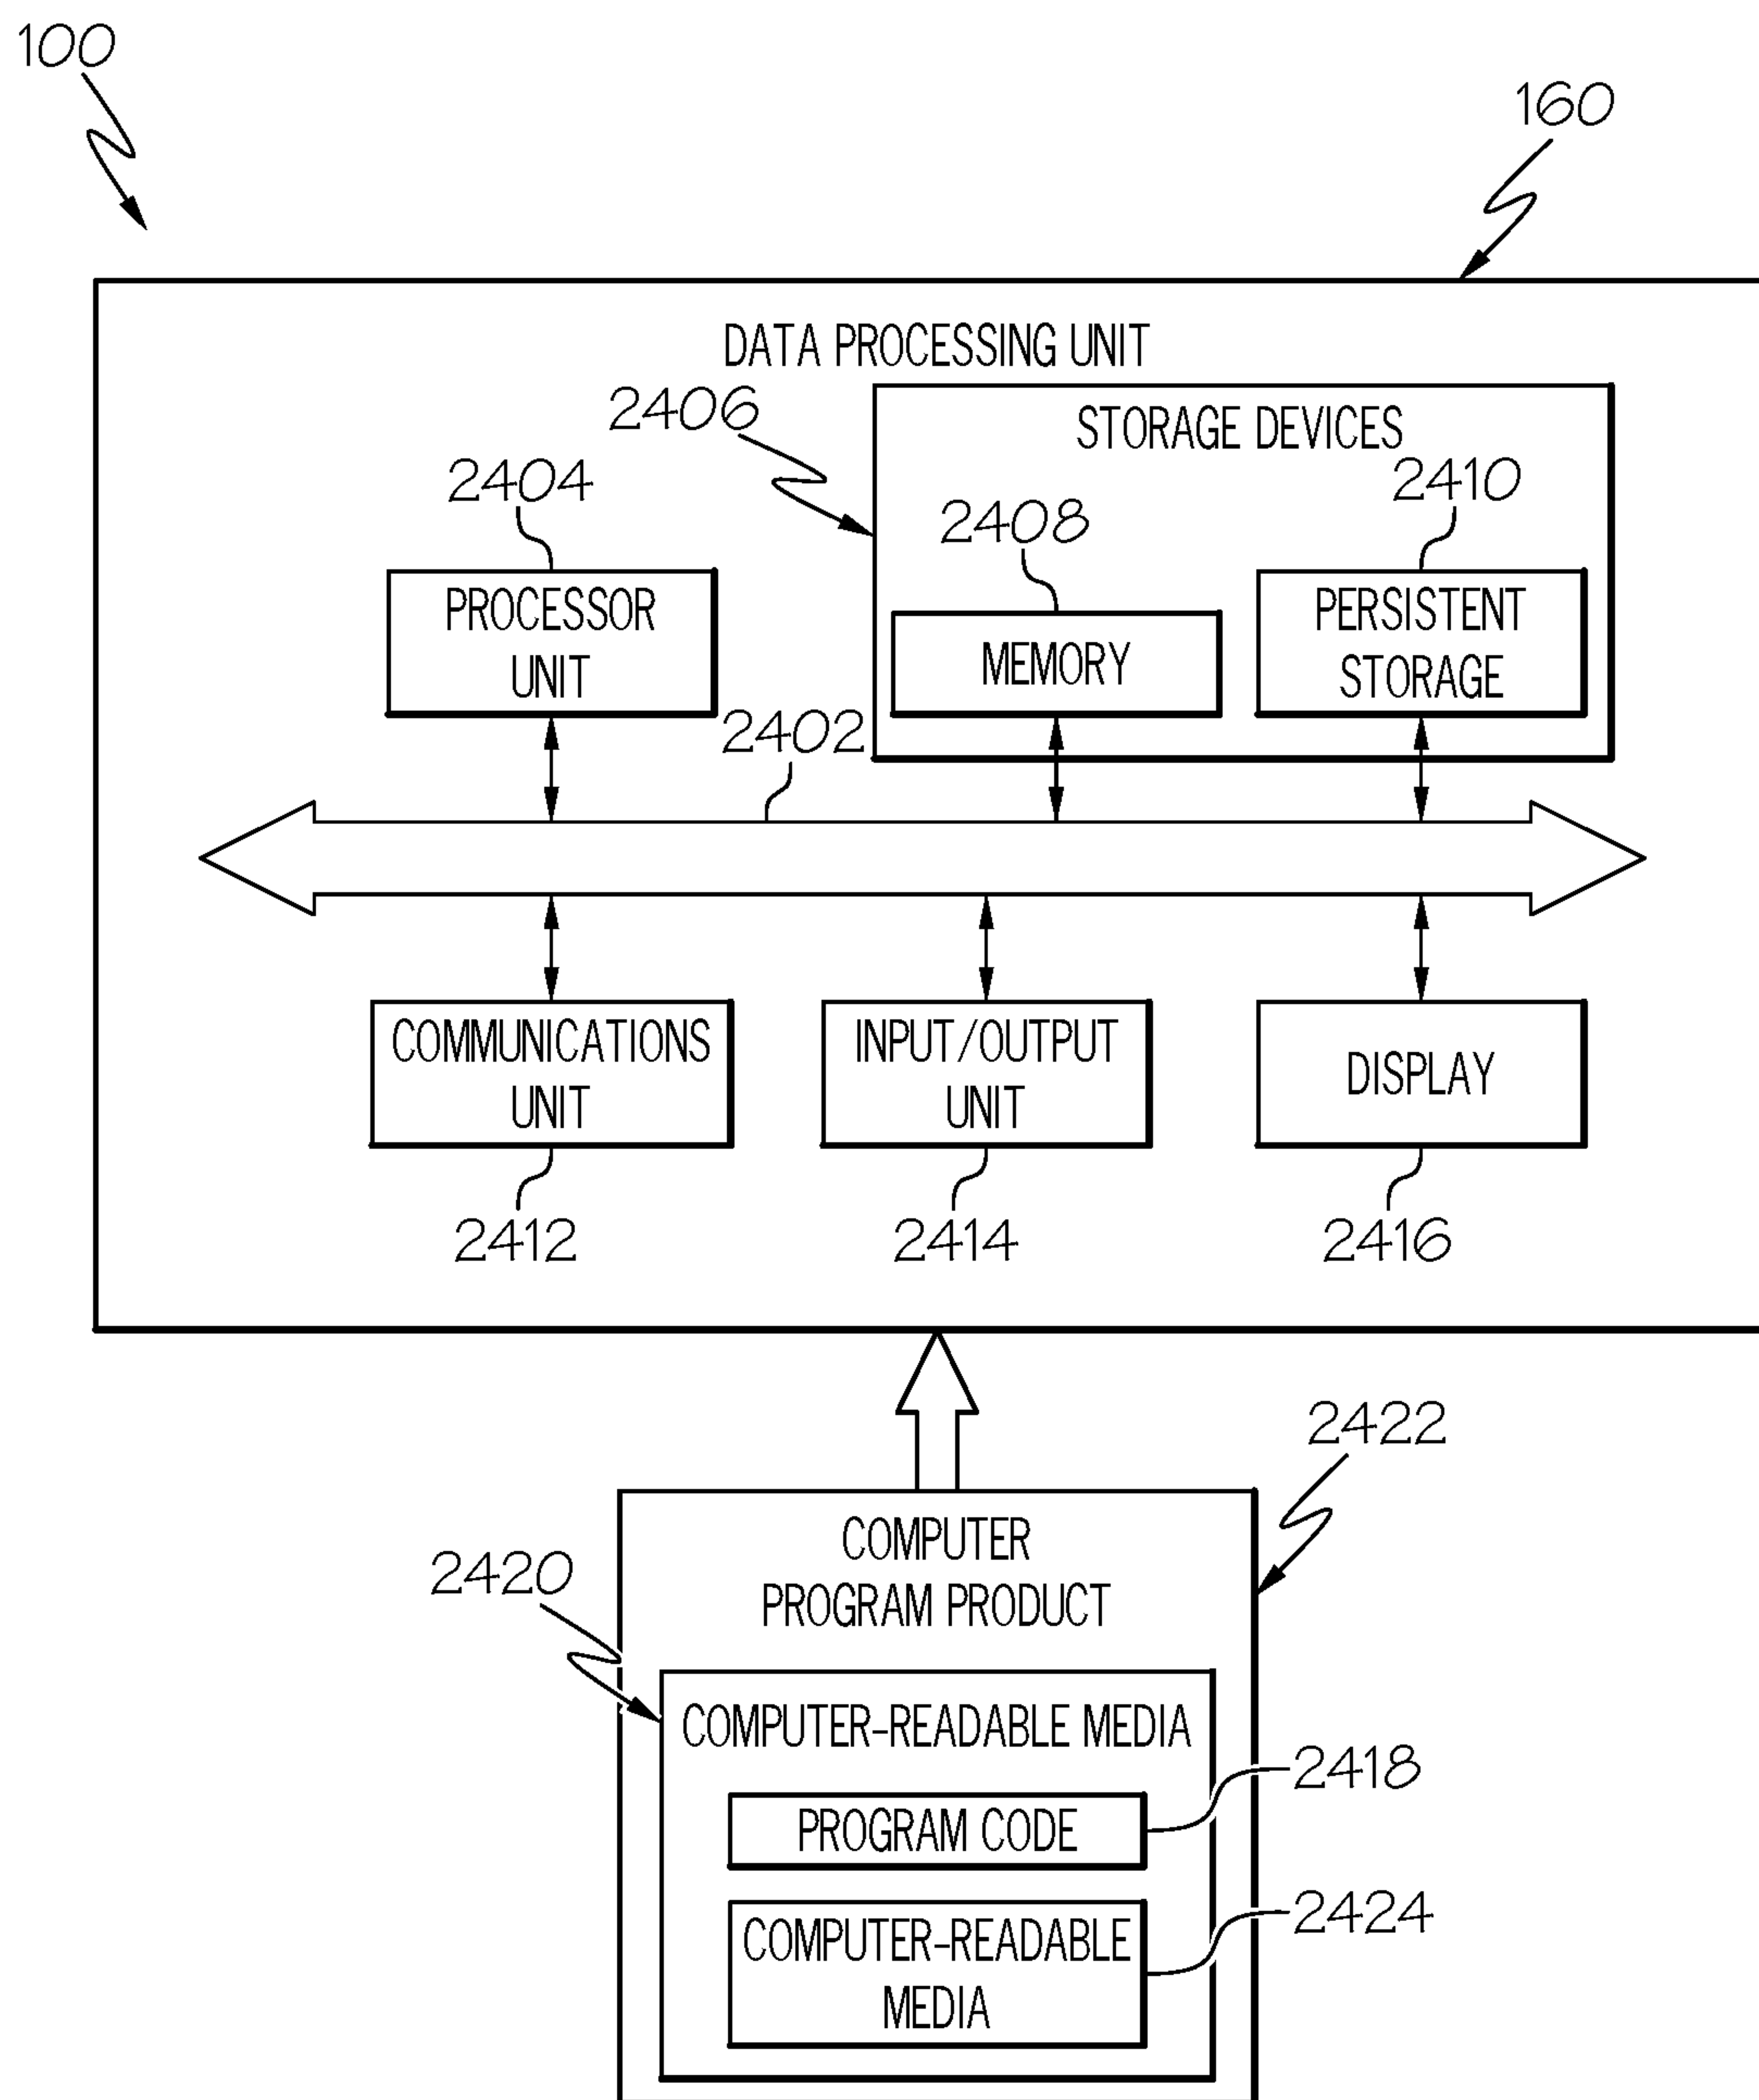 100
160
DATA PROCESSING UNIT
2406
STORAGE DEVICES
2404
2408
2410
PROCESSOR
UNIT
MEMORY
PERSISTENT
STORAGE
2402
COMMUNICATIONS
UNIT
INPUT/OUTPUT
UNIT
DISPLAY
2412
2414
2416
2422
COMPUTER
PROGRAM PRODUCT
2420
COMPUTER-READABLE MEDIA
2418
PROGRAM CODE
2424
COMPUTER-READABLE
MEDIA